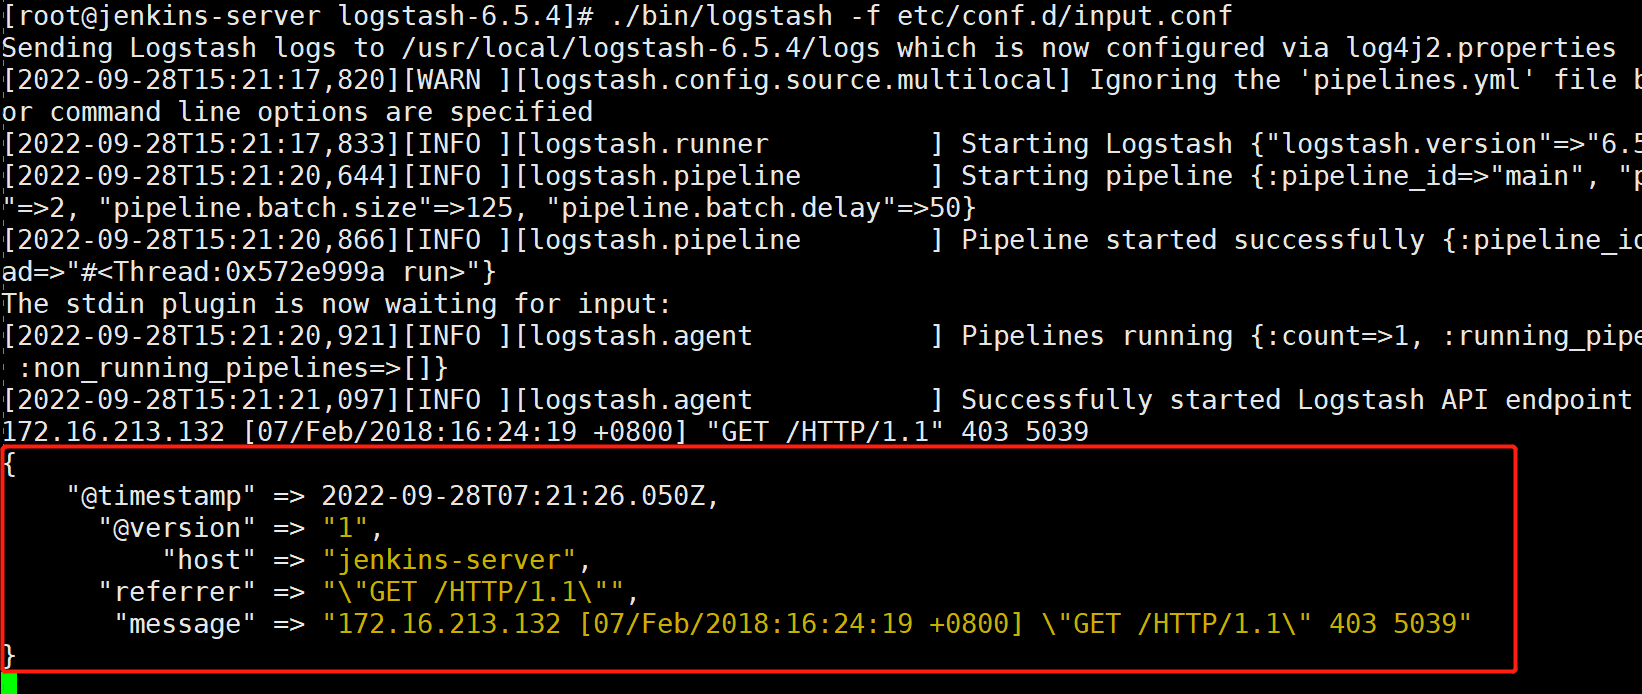 [root@jenkins-server logstash-6.5.4]# ./bin/logstash -f etc/conf.d/input.conf
Sending Logstash logs to /usr/local/logstash-6.5.4/logs which is now configured via log4j2.properties
[2022-09-28T15:21:17,820][WARN ][logstash.config.source.multilocal] Ignoring the 'pipelines.yml' file
or command line options are specified
[2022-09-28T15:21:17,833][INFO ][logstash.runner          ] Starting Logstash {"logstash.version"=>"6.5
[2022-09-28T15:21:20,644][INFO ][logstash.pipeline        ] Starting pipeline {:pipeline_id=>"main", "p
"=>2, "pipeline.batch.size"=>125, "pipeline.batch.delay"=>50}
[2022-09-28T15:21:20,866][INFO ][logstash.pipeline        ] Pipeline started successfully {:pipeline_id
ad=>"#<Thread:0x572e999a run>"}
The stdin plugin is now waiting for input:
[2022-09-28T15:21:20,921][INFO ][logstash.agent           ] Pipelines running {:count=>1, :running_pipe
 :non_running_pipelines=>[]}
[2022-09-28T15:21:21,097][INFO ][logstash.agent           ] Successfully started Logstash API endpoint
172.16.213.132 [07/Feb/2018:16:24:19 +0800] "GET /HTTP/1.1" 403 5039
{
    "@timestamp" => 2022-09-28T07:21:26.050Z,
      "@version" => "1",
          "host" => "jenkins-server",
      "referrer" => "\"GET /HTTP/1.1\"",
       "message" => "172.16.213.132 [07/Feb/2018:16:24:19 +0800] \"GET /HTTP/1.1\" 403 5039"
}